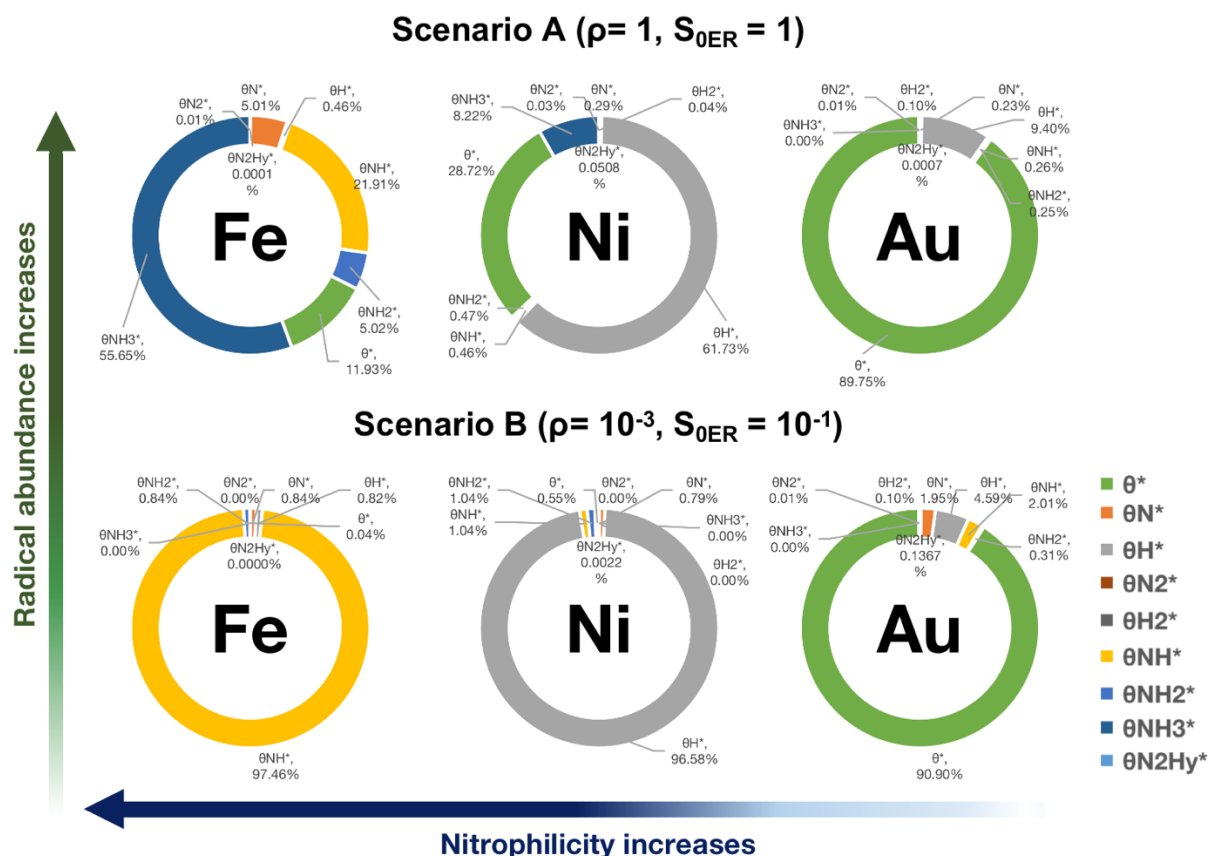 Scenario A (ρ= 1, S0ER = 1)
θN2*,
0.01%
θN*,
5.01%
θH*,
0.46%
θN2Hy*,
0.0001
%
θNH*,
21.91%
θNH2*,
5.02%
θ*,
11.93%
θNH3*,
55.65%
Fe
θNH3*,
8.22%
θN2*,
0.03%
θN*,
0.29%
θH2*,
0.04%
θN2Hy*,
0.0508
%
θ*,
28.72%
θNH2*,
0.47%
θNH*,
0.46%
θH*,
61.73%
Ni
θN2*,
0.01%
θH2*,
0.10%
θN*,
0.23%
θH*,
9.40%
θNH3*,
0.00%
θN2Hy*,
0.0007
%
θNH*,
0.26%
θNH2*,
0.25%
θ*,
89.75%
Au
Scenario B (ρ= 10-3, S0ER = 10-1)
θNH2*,
0.84%
θN2*,
0.00%
θN*,
0.84%
θH*,
0.82%
θ*,
0.04%
θNH3*,
0.00%
θN2Hy*,
0.0000%
θNH*,
97.46%
Fe
θNH2*,
1.04%
θ*,
0.55%
θN2*,
0.00%
θN*,
0.79%
θNH*,
1.04%
θNH3*,
0.00%
θN2Hy*,
0.0022
%
θH2*,
0.00%
θH*,
96.58%
Ni
θN2*,
0.01%
θH2*,
0.10%
θN*,
1.95%
θH*,
4.59%
θNH*,
2.01%
θNH3*,
0.00%
θN2Hy*,
0.1367
%
θNH2*,
0.31%
θ*,
90.90%
Au
θ*
θN*
θH*
θN2*
θH2*
θNH*
θNH2*
θNH3*
θN2Hy*
Radical abundance increases
Nitrophilicity increases